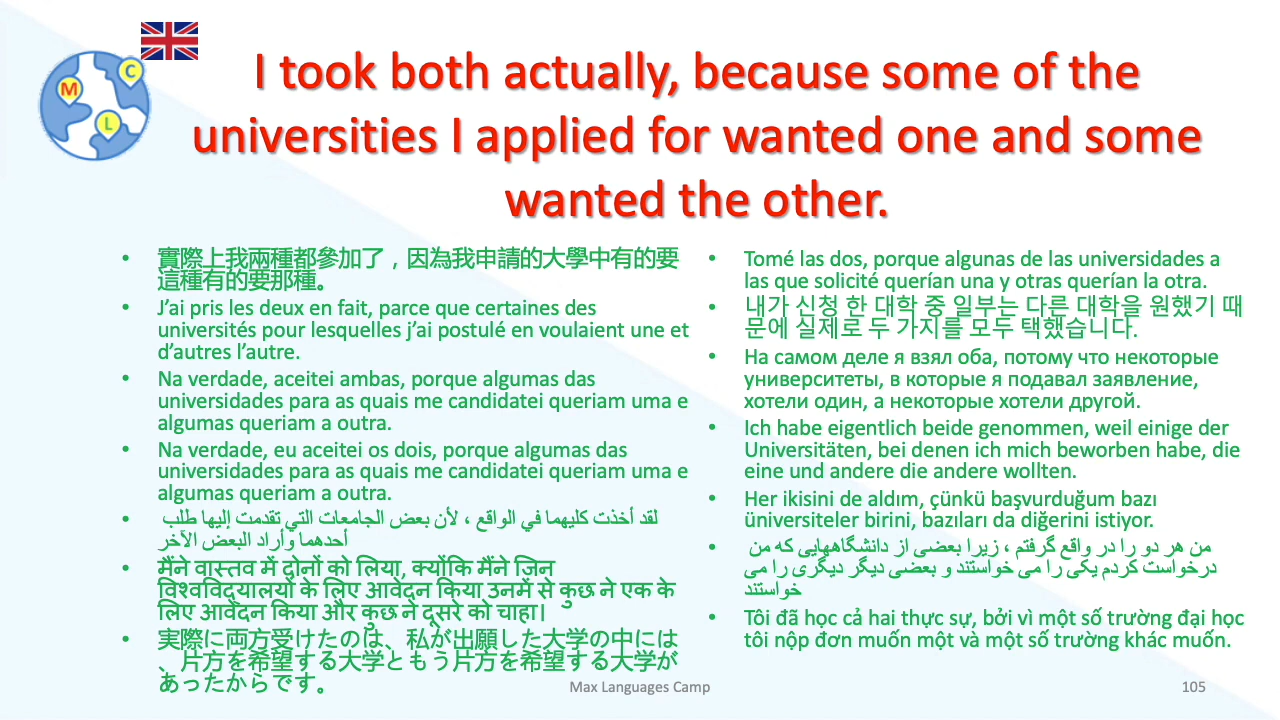 M
C
L
I took both actually, because some of the
universities I applied for wanted one and some
wanted the other.
• 實際上我兩種都參加了，因為我申請的大學中有的要
這種有的要那種。
• J’ai pris les deux en fait, parce que certaines des
universités pour lesquelles j’ai postulé en voulaient une et
d’autres l’autre.
• Na verdade, aceitei ambas, porque algumas das
universidades para as quais me candidatei queriam uma e
algumas queriam a outra.
• Na verdade, eu aceitei os dois, porque algumas das
universidades para as quais me candidatei queriam uma e
algumas queriam a outra.
• لقد أخذت كليهما في الواقع ، لأن بعض الجامعات التي تقدمت إليها طلب
أحدهما وأراد البعض الآخر
• मैंने वास्तव में दोनों को लिया, क्योंकि मैंने जिन
विश्वविद्यालयों के लिए आवेदन किया उनमें से कुछ ने एक के
लिए आवेदन किया और कुछ ने दूसरे को चाहा।
• 実際に両方受けたのは、私が出願した大学の中には
、片方を希望する大学ともう片方を希望する大学が
あったからです。
• Tomé las dos, porque algunas de las universidades a
las que solicité querían una y otras querían la otra.
• 내가 신청 한 대학 중 일부는 다른 대학을 원했기 때
문에 실제로 두 가지를 모두 택했습니다.
• На самом деле я взял оба, потому что некоторые
университеты, в которые я подавал заявление,
хотели один, а некоторые хотели другой.
• Ich habe eigentlich beide genommen, weil einige der
Universitäten, bei denen ich mich beworben habe, die
eine und andere die andere wollten.
• Her ikisini de aldım, çünkü başvurduğum bazı
üniversiteler birini, bazıları da diğerini istiyor.
• من هر دو را در واقع گرفتم ، زیرا بعضی از دانشگاههایی که من
درخواست کردم یکی را می خواستند و بعضی دیگر دیگری را می
خواستند
• Tôi đã học cả hai thực sự, bởi vì một số trường đại học
tôi nộp đơn muốn một và một số trường khác muốn.
Max Languages Camp
105